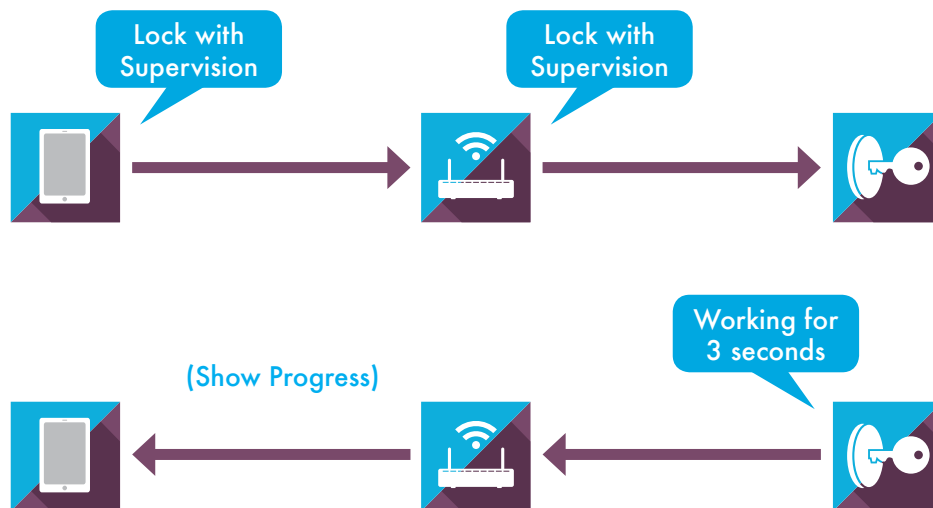 Lock with
Supervision
Lock with
Supervision
Working for
3 seconds
(Show Progress)